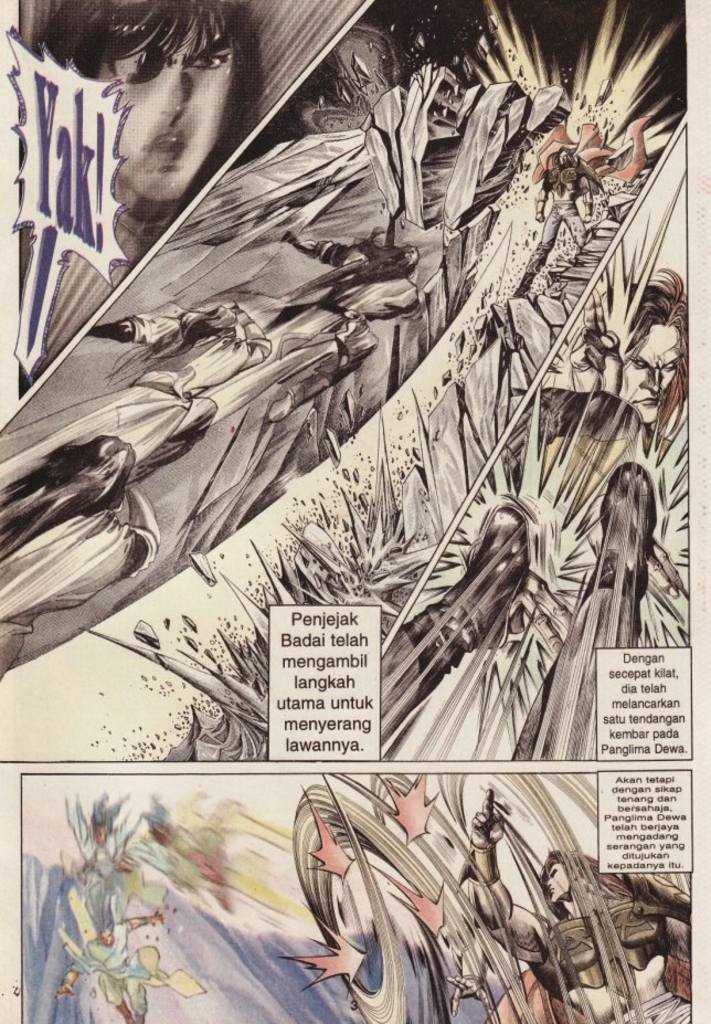 Yak!
Penjejak
Badai telah
mengambil
langkah
utama untuk
menyerang
lawannya.
Dengan
secepat kilat,
dia telah
melancarkan
satu tendangan
kembar pada
Panglima Dewa.
Akan tetapi
dengan sikap
tenang dan
bersahaja,
Panglima Dewa
telah berjaya
mengadang
serangan yang
ditujukan
kepadanya itu.
3